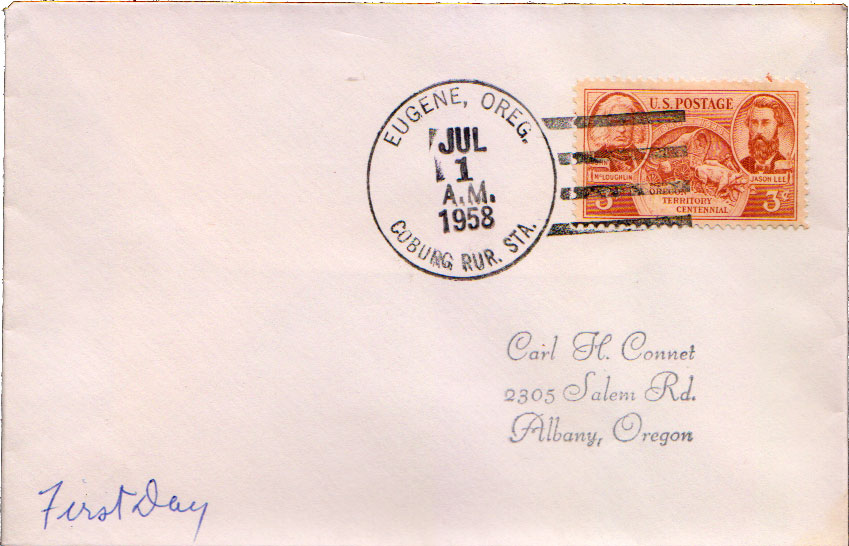 EUGENE, OREG.
JUL
1
A.M.
1958
COBURG RUR. STA.
U.S. POSTAGE
McLOUGHLIN
JASON LEE
3¢ OREGON 3¢
TERRITORY
CENTENNIAL
Carl H. Connet
2305 Salem Rd.
Albany, Oregon
First Day